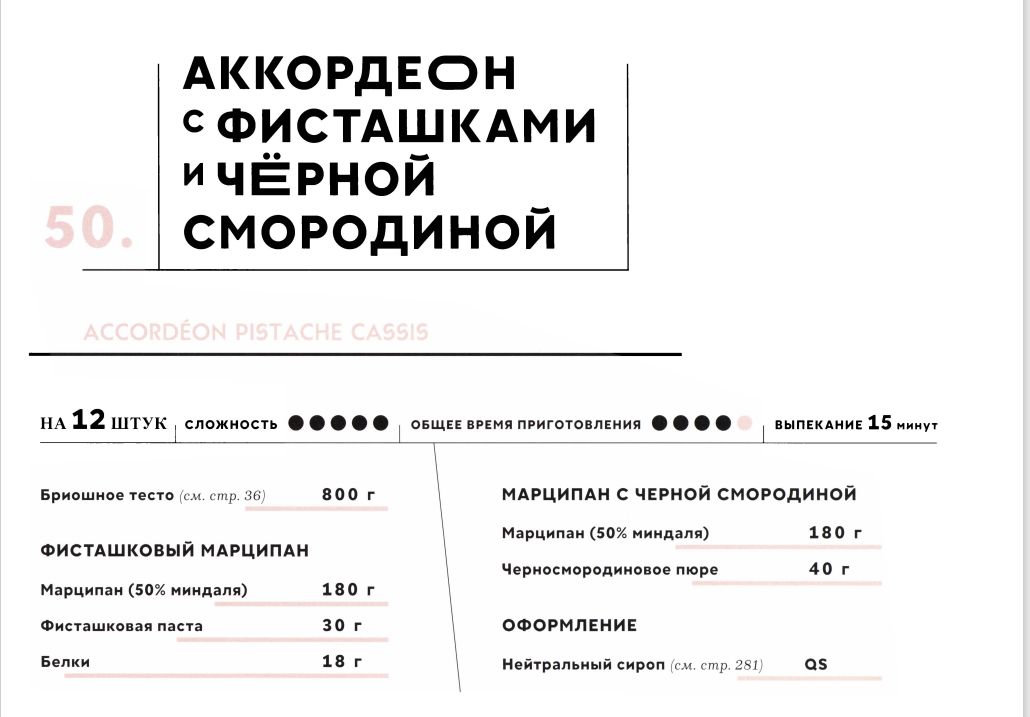 АККОРДЕОН
С ФИСТАШКАМИ
И ЧЁРНОЙ
СМОРОДИНОЙ
50.
ACCORDÉON PISTACHE CASSIS
НА 12 ШТУК СЛОЖНОСТЬ ОБЩЕЕ ВРЕМЯ ПРИГОТОВЛЕНИЯ ВЫПЕКАНИЕ 15 минут
Бриошное тесто (см. стр. 36) 800 г
ФИСТАШКОВЫЙ МАРЦИПАН
Марципан (50% миндаля) 180 г
Фисташковая паста 30 г
Белки 18 г
МАРЦИПАН С ЧЕРНОЙ СМОРОДИНОЙ
Марципан (50% миндаля) 180 г
Черносмородиновое пюре 40 г
ОФОРМЛЕНИЕ
Нейтральный сироп (см. стр. 281) QS